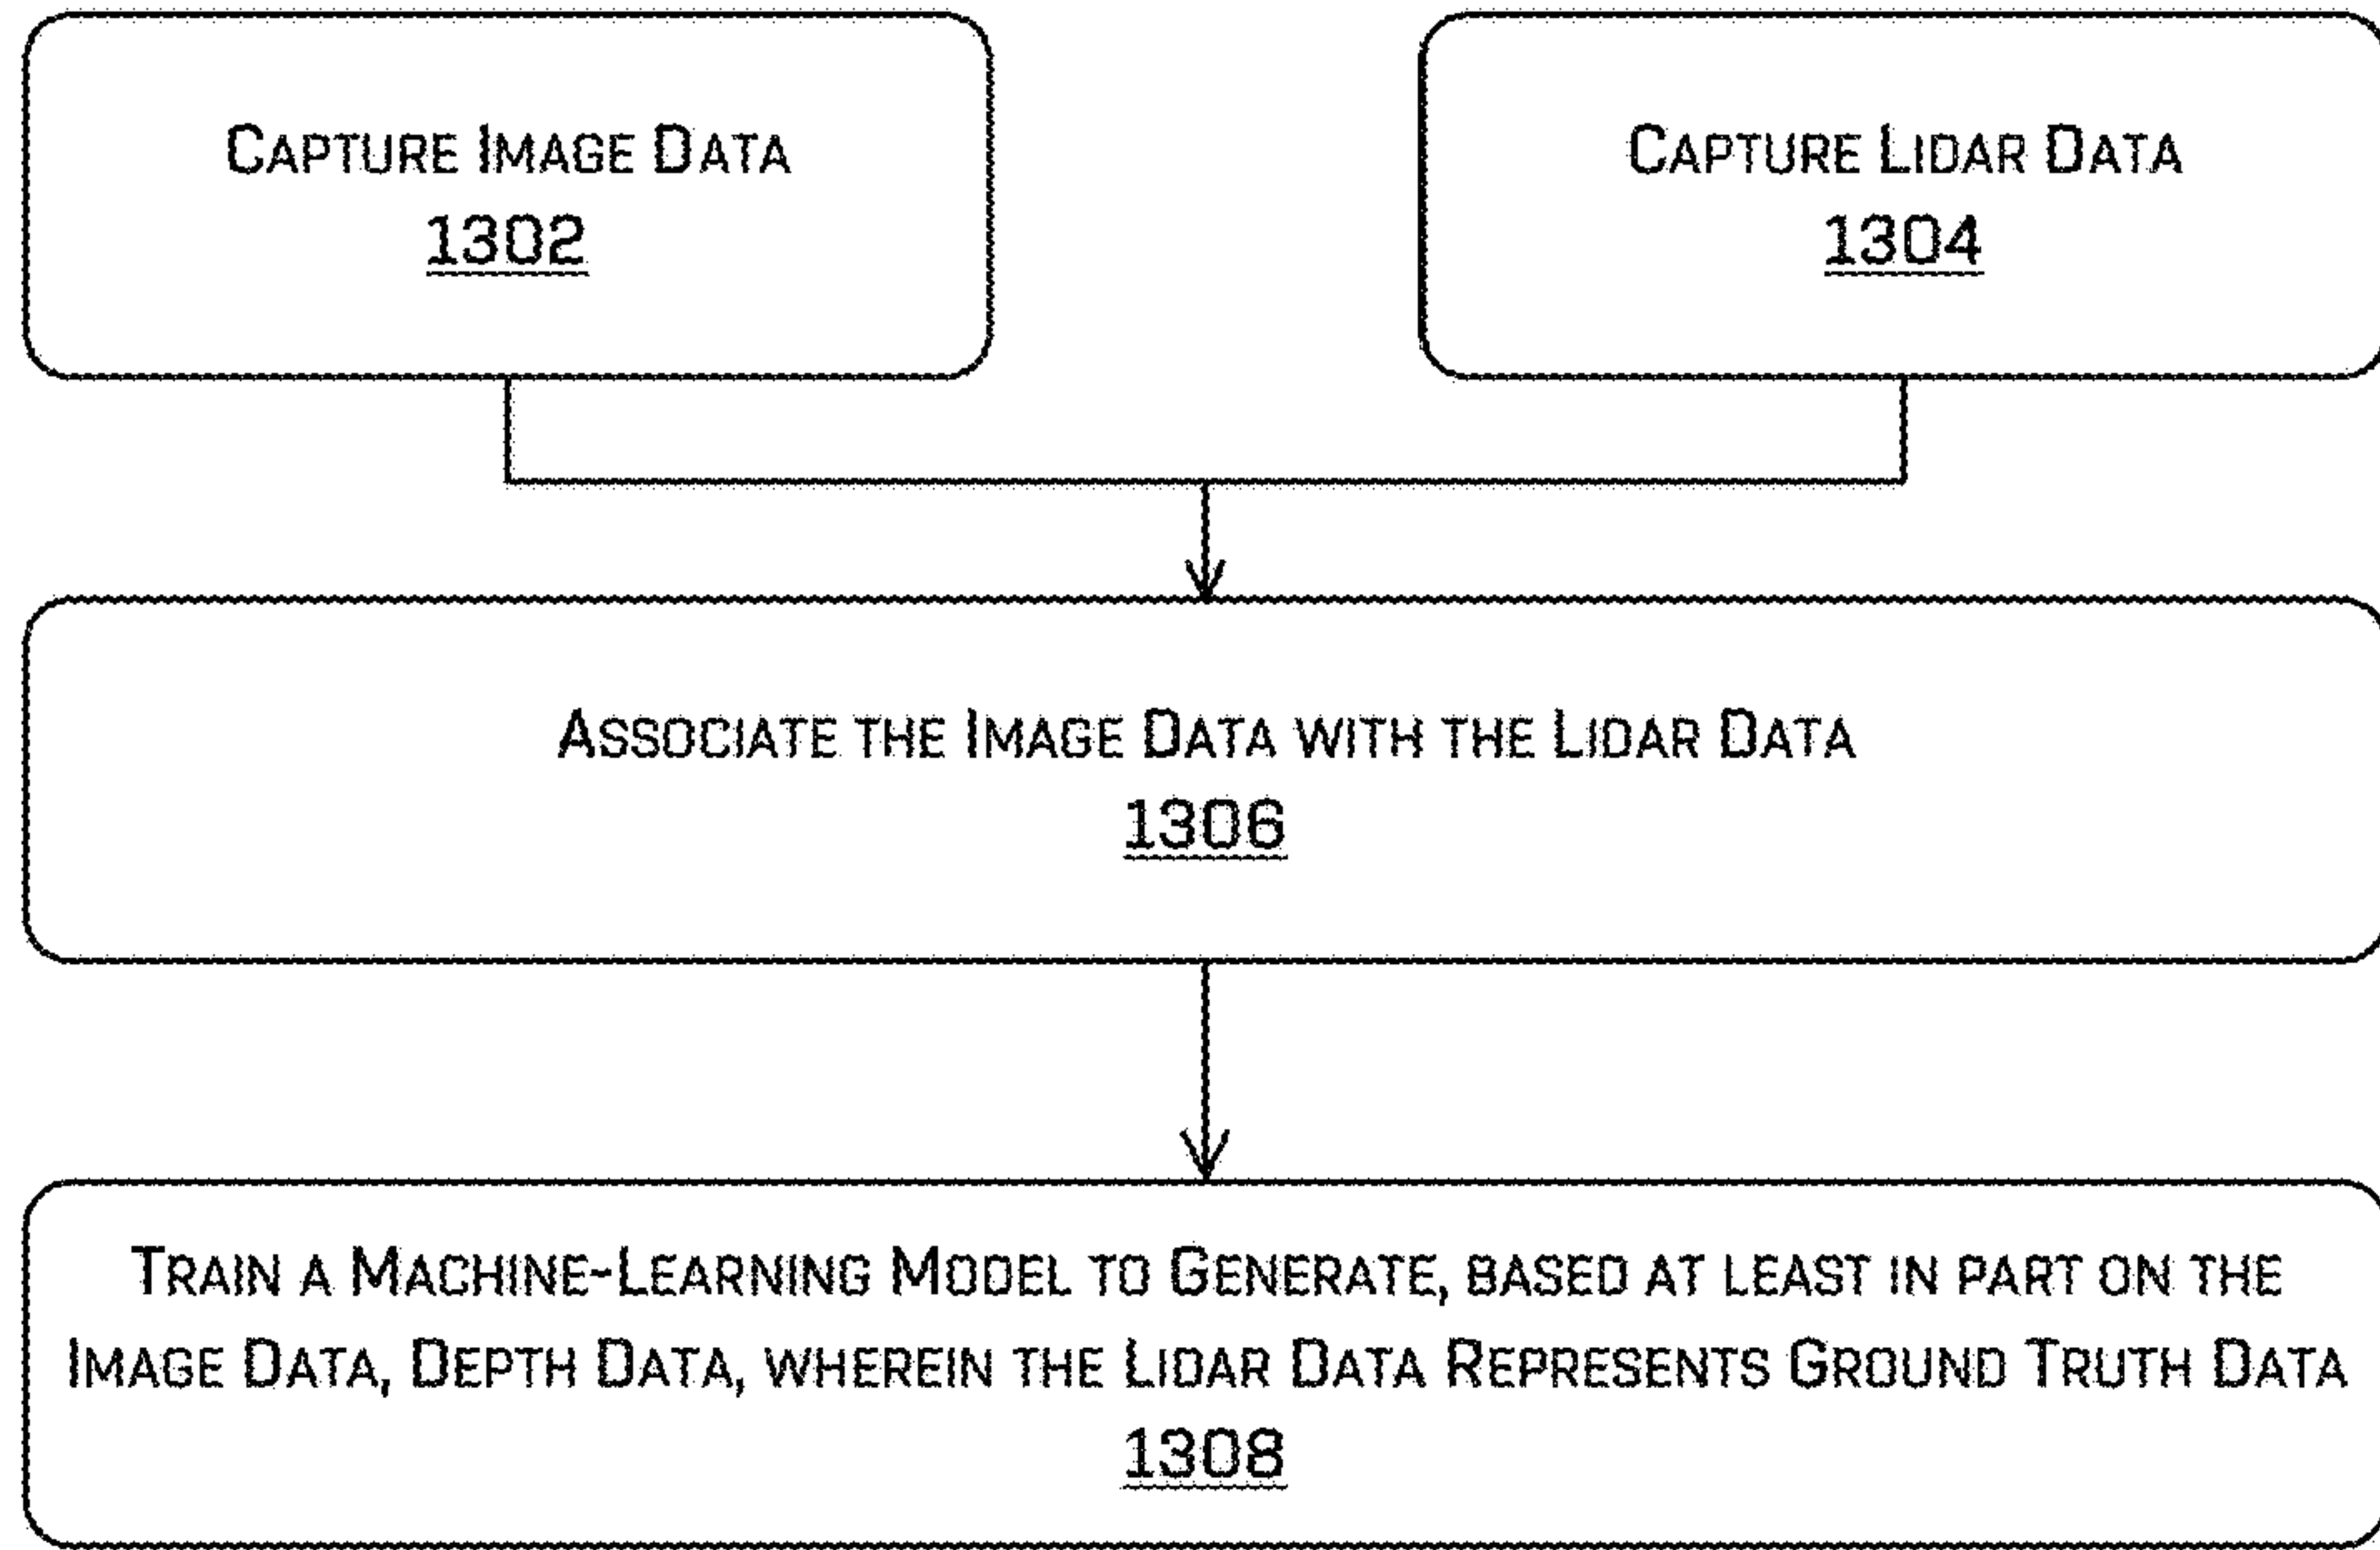 Capture Image Data
1302
Capture Lidar Data
1304
Associate the Image Data with the Lidar Data
1306
Train a Machine-Learning Model to Generate, based at least in part on the
Image Data, Depth Data, wherein the Lidar Data Represents Ground Truth Data
1308